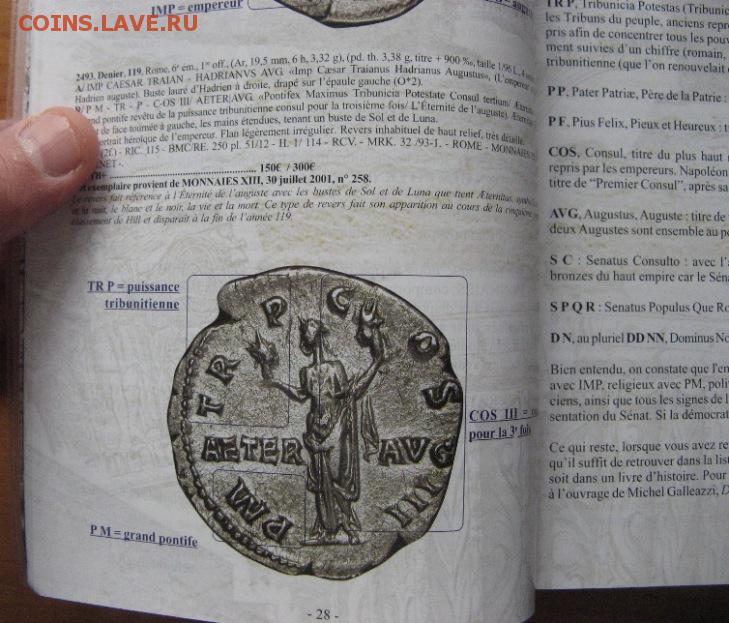 COINS.LAVE.RU
IMP = empereur
2493. Denier, 119, Rome, 6e ém., 1er off., (Ar, 19,5 mm, 6 h, 3,32 g). (pd. th. 3,38 g, titre + 900 ‰, taille 1/96 L.,
A/ IMP CAESAR TRAIAN - HADRIANVS AVG «Imp Cæsar Traianus Hadrianus Augustus», (L'empereur
Hadrien auguste). Buste lauré d'Hadrien à droite, drapé sur l'épaule gauche (O*2).
R/ P M - TR - P - C-OS III/ AETER/AVG «Pontifex Maximus Tribunicia Potestate Consul tertium/
pontife revêtu de la puissance tribunitienne consul pour la troisième fois/ L'Éternité de l'auguste).
de face tournée à gauche, les mains étendues, tenant un buste de Sol et de Luna.
héroïque de l'empereur. Flan légèrement irrégulier. Revers inhabituel de haut relief, très détaillé.
RIC. 115 - BMC/RE. 250 pl. 51/12 - H. 1/ 114 - RCV. - MRK. 32 /93-1. - ROME - MONNAIES
150€ / 300€
exemplaire provient de MONNAIES XIII, 30 juillet 2001, n° 258.
Le revers fait référence à l'Éternité de l'auguste avec les bustes de Sol et de Luna que tient Æternitas,
et la nuit, le blanc et le noir, la vie et la mort. Ce type de revers fait son apparition au cours de la cinquième
classement de Hill et disparaît à la fin de l'année 119.
TR P = puissance
tribunitienne
TR P COS
AETER AVG
P M III
COS III =
pour la 3e fois
P M = grand pontife
- 28 -
TR P, Tribunicia Potestas (Tribunic
les Tribuns du peuple, anciens repr
pris afin de concentrer tous les pou
ment suivies d'un chiffre (romain,
tribunitienne (que l'on renouvelait
P P, Pater Patriæ, Père de la Patrie :
P F, Pius Felix, Pieux et Heureux :
COS, Consul, titre du plus haut
repris par les empereurs. Napoléon
titre de “Premier Consul”, après sa
AVG, Augustus, Auguste : titre de
deux Augustes sont ensemble au po
S C : Senatus Consulto : avec l'a
bronzes du haut empire car le Séna
S P Q R : Senatus Populus Que Ro
D N, au pluriel DD NN, Dominus No
Bien entendu, on constate que l'en
avec IMP, religieux avec PM, poli
ciens, ainsi que tous les signes de l
sentation du Sénat. Si la démocrat
Ce qui reste, lorsque vous avez re
qu'il suffit de retrouver dans la list
soit dans un livre d'histoire. Pour
à l'ouvrage de Michel Galleazzi, D